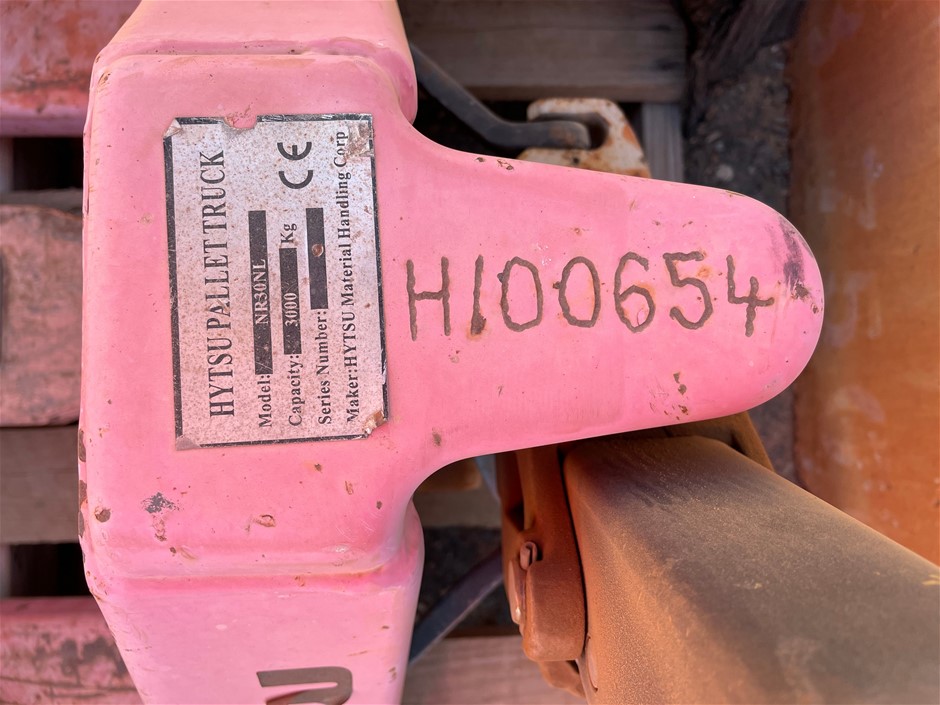 HYTSU PALLET TRUCK
Model: NR30NL
Capacity: 3000 Kg
Series Number:
Maker:HYTSU Material Handling Corp
CE
H100654